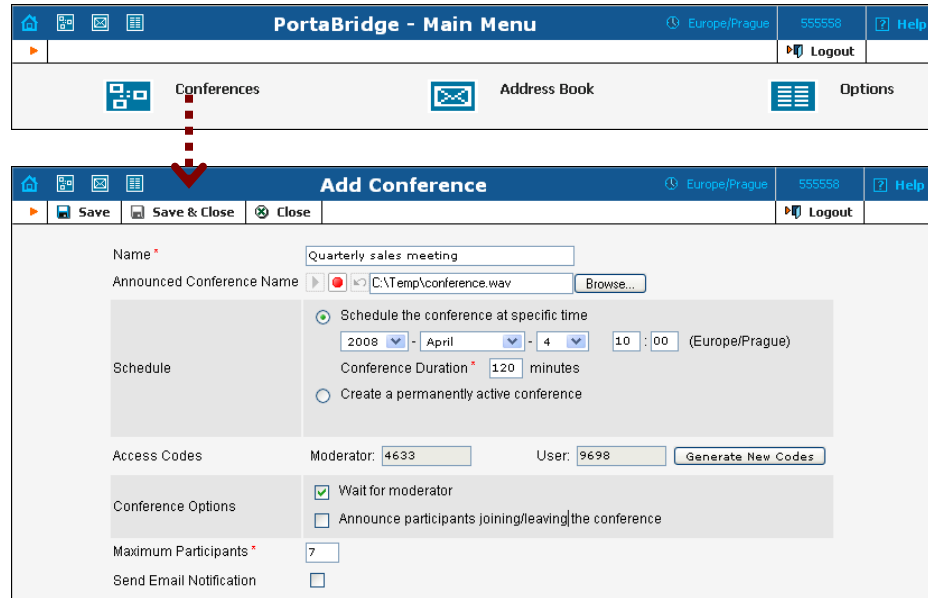 PortaBridge - Main Menu Europe/Prague 555558 ? Help
Logout
Conferences Address Book Options
Add Conference Europe/Prague 555558 ? Help
Save Save & Close Close Logout
Name * Quarterly sales meeting
Announced Conference Name C:\Temp\conference.wav Browse...
Schedule the conference at specific time
2008 - April - 4 10 : 00 (Europe/Prague)
Schedule Conference Duration * 120 minutes
Create a permanently active conference
Access Codes Moderator: 4633 User: 9698 Generate New Codes
Wait for moderator
Conference Options
Announce participants joining/leaving the conference
Maximum Participants * 7
Send Email Notification